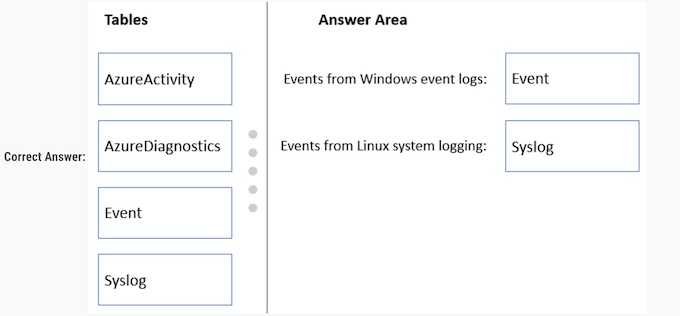 Tables
Answer Area
AzureActivity
Events from Windows event logs:
Event
Correct Answer:
AzureDiagnostics
Events from Linux system logging:
Syslog
Event
Syslog